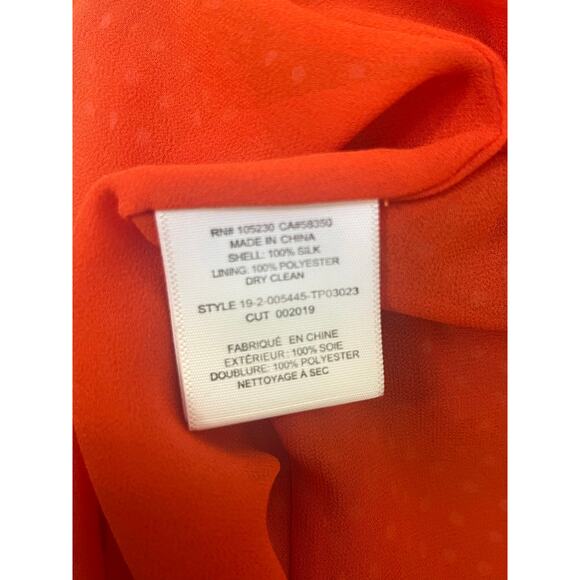 RN# 105230 CA#58350
MADE IN CHINA
SHELL: 100% SILK
LINING: 100% POLYESTER
DRY CLEAN
STYLE 19-2-005445-TP03023
CUT 002019
FABRIQUÉ EN CHINE
EXTÉRIEUR: 100% SOIE
DOUBLURE: 100% POLYESTER
NETTOYAGE À SEC